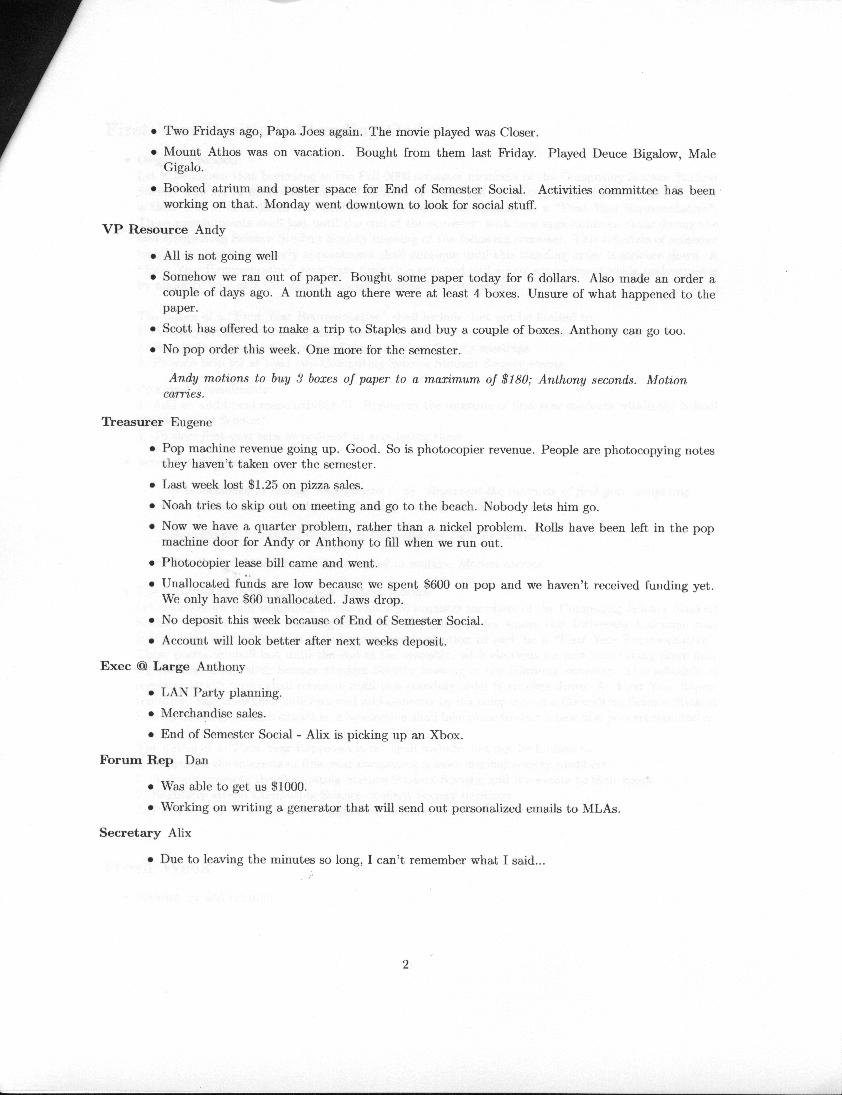 • Two Fridays ago, Papa Joes again. The movie played was Closer.
• Mount Athos was on vacation. Bought from them last Friday. Played Deuce Bigalow, Male
Gigalo.
• Booked atrium and poster space for End of Semester Social. Activities committee has been
working on that. Monday went downtown to look for social stuff.
VP Resource Andy
• All is not going well
• Somehow we ran out of paper. Bought some paper today for 6 dollars. Also made an order a
couple of days ago. A month ago there were at least 4 boxes. Unsure of what happened to the
paper.
• Scott has offered to make a trip to Staples and buy a couple of boxes. Anthony can go too.
• No pop order this week. One more for the semester.
Andy motions to buy 3 boxes of paper to a maximum of $180; Anthony seconds. Motion
carries.
Treasurer Eugene
• Pop machine revenue going up. Good. So is photocopier revenue. People are photocopying notes
they haven't taken over the semester.
• Last week lost $1.25 on pizza sales.
• Noah tries to skip out on meeting and go to the beach. Nobody lets him go.
• Now we have a quarter problem, rather than a nickel problem. Rolls have been left in the pop
machine door for Andy or Anthony to fill when we run out.
• Photocopier lease bill came and went.
• Unallocated funds are low because we spent $600 on pop and we haven't received funding yet.
We only have $60 unallocated. Jaws drop.
• No deposit this week because of End of Semester Social.
• Account will look better after next weeks deposit.
Exec @ Large Anthony
• LAN Party planning.
• Merchandise sales.
• End of Semester Social - Alix is picking up an Xbox.
Forum Rep Dan
• Was able to get us $1000.
• Working on writing a generator that will send out personalized emails to MLAs.
Secretary Alix
• Due to leaving the minutes so long, I can't remember what I said...
2